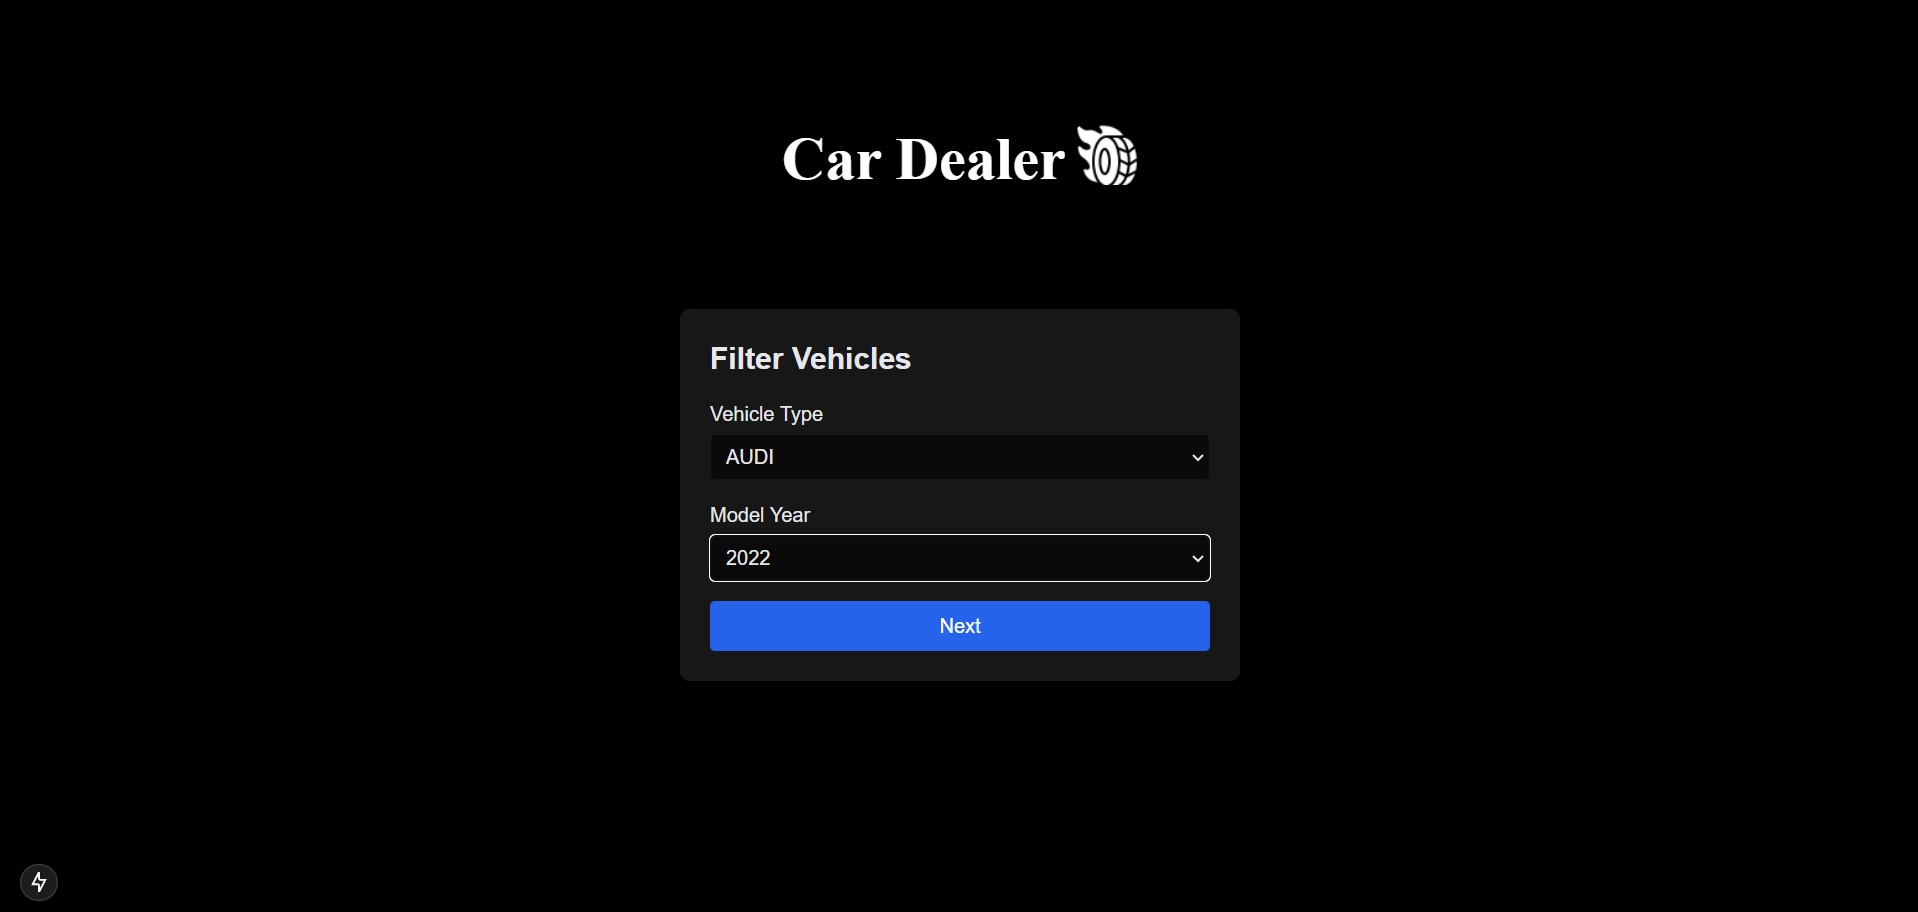 Car Dealer
Filter Vehicles
Vehicle Type
AUDI
Model Year
2022
Next